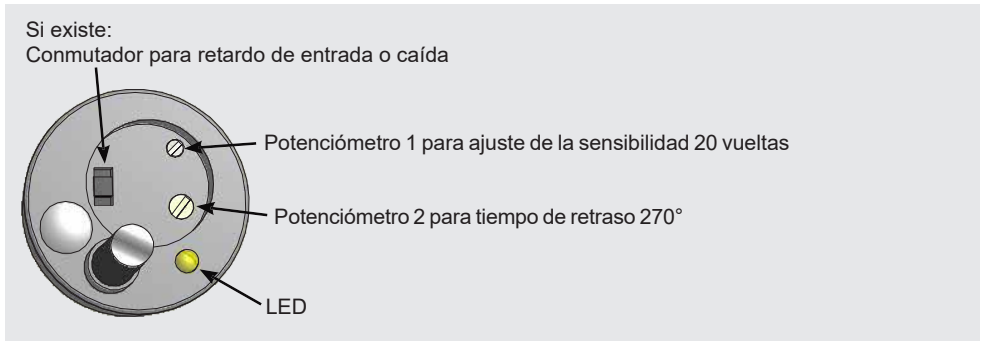 Si existe:
Conmutador para retardo de entrada o caída
Potenciómetro 1 para ajuste de la sensibilidad 20 vueltas
Potenciómetro 2 para tiempo de retraso 270°
LED